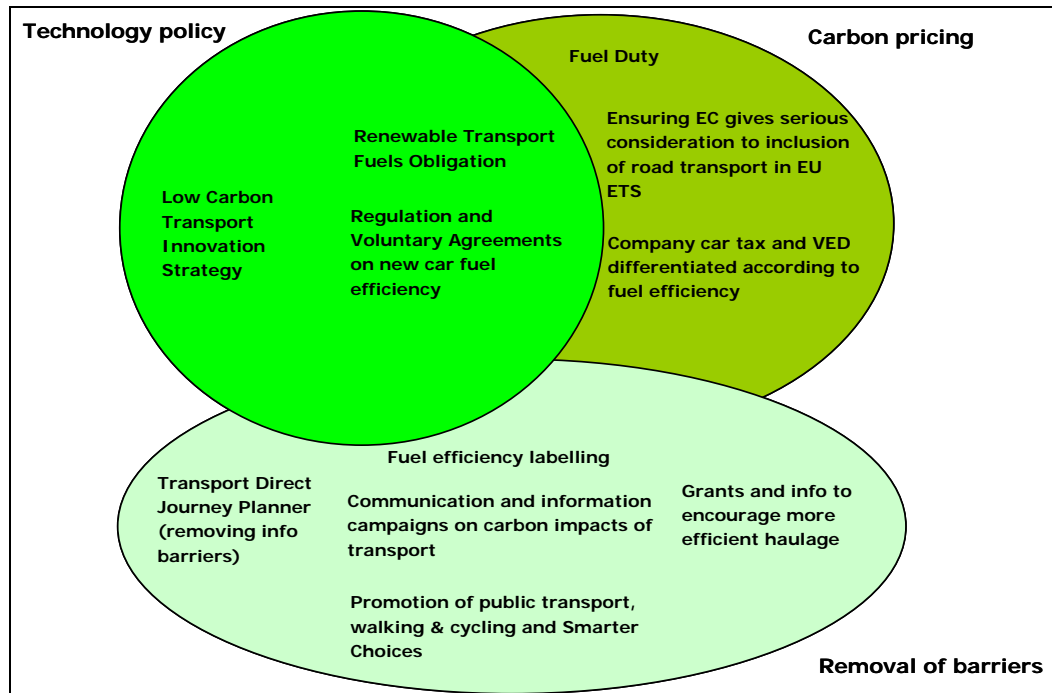 Technology policy
Carbon pricing
Fuel Duty
Ensuring EC gives serious
consideration to inclusion
of road transport in EU
ETS
Renewable Transport
Fuels Obligation
Low Carbon
Transport
Innovation
Strategy
Regulation and
Voluntary Agreements
on new car fuel
efficiency
Company car tax and VED
differentiated according to
fuel efficiency
Fuel efficiency labelling
Transport Direct
Journey Planner
(removing info
barriers)
Communication and information
campaigns on carbon impacts of
transport
Grants and info to
encourage more
efficient haulage
Promotion of public transport,
walking & cycling and Smarter
Choices
Removal of barriers